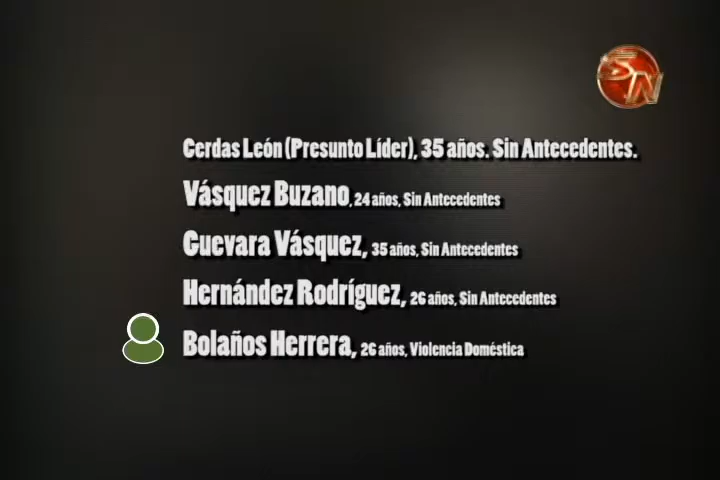 SN
Cerdas León (Presunto Líder), 35 años. Sin Antecedentes.
Vásquez Buzano, 24 años, Sin Antecedentes
Guevara Vásquez, 35 años, Sin Antecedentes
Hernández Rodríguez, 26 años, Sin Antecedentes
Bolaños Herrera, 26 años, Violencia Doméstica